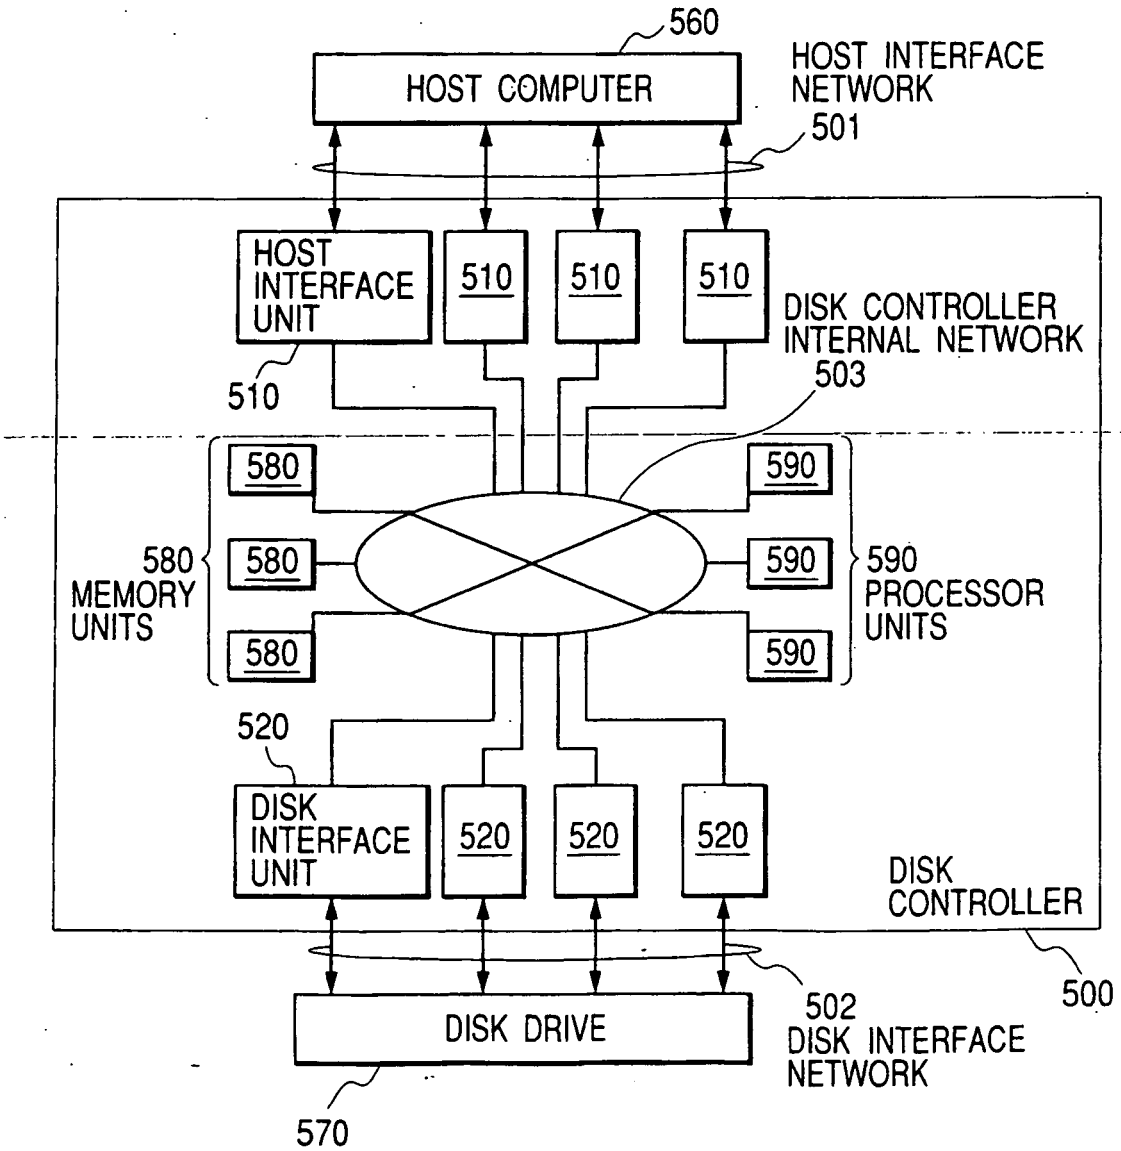 560
HOST COMPUTER
HOST INTERFACE
NETWORK
501
HOST
INTERFACE
UNIT
510
510
510
510
DISK CONTROLLER
INTERNAL NETWORK
503
580
590
580
MEMORY
UNITS
580
590
590
PROCESSOR
UNITS
580
590
520
DISK
INTERFACE
UNIT
520
520
520
DISK
CONTROLLER
500
DISK DRIVE
502
DISK INTERFACE
NETWORK
570